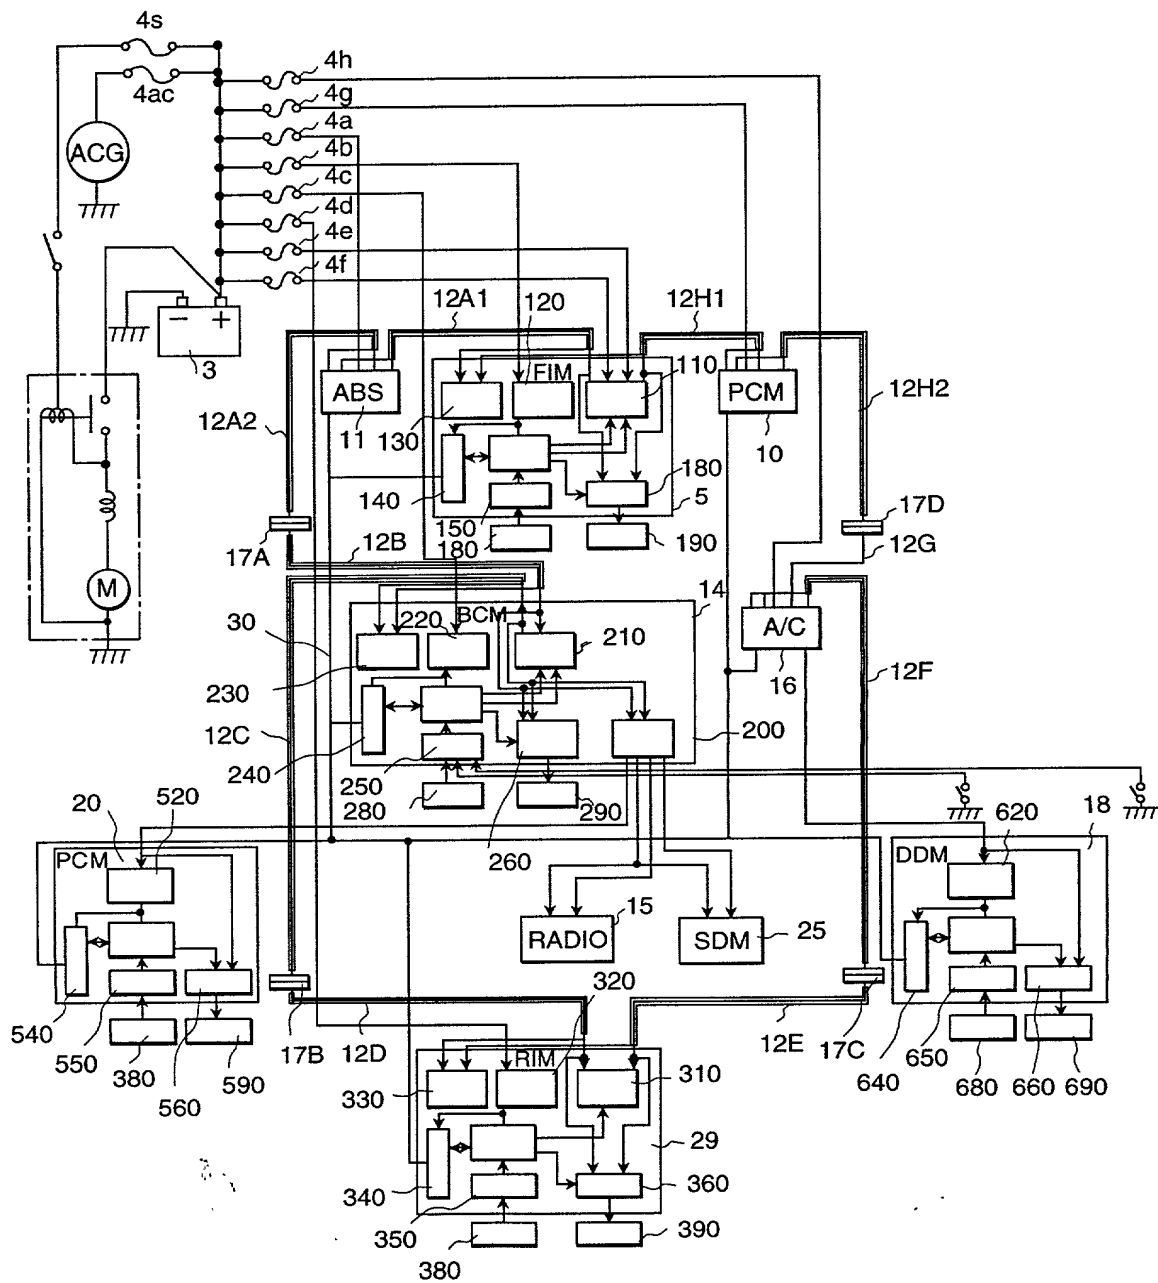 4s
4ac
4h
4g
4a
4b
4c
4d
4e
4f
ACG
− +
3
12A1
120
12H1
FIM
110
ABS
11
PCM
10
12H2
12A2
130
140
150
180
180
5
190
17A
12B
17D
12G
M
30
220
BCM
14
210
A/C
16
12F
230
12C
240
250
280
260
290
200
20
520
PCM
540
550
380
560
590
RADIO
15
SDM
25
620
18
DDM
640
650
680
660
690
17B
12D
320
12E
17C
RIM
330
310
29
340
350
380
360
390